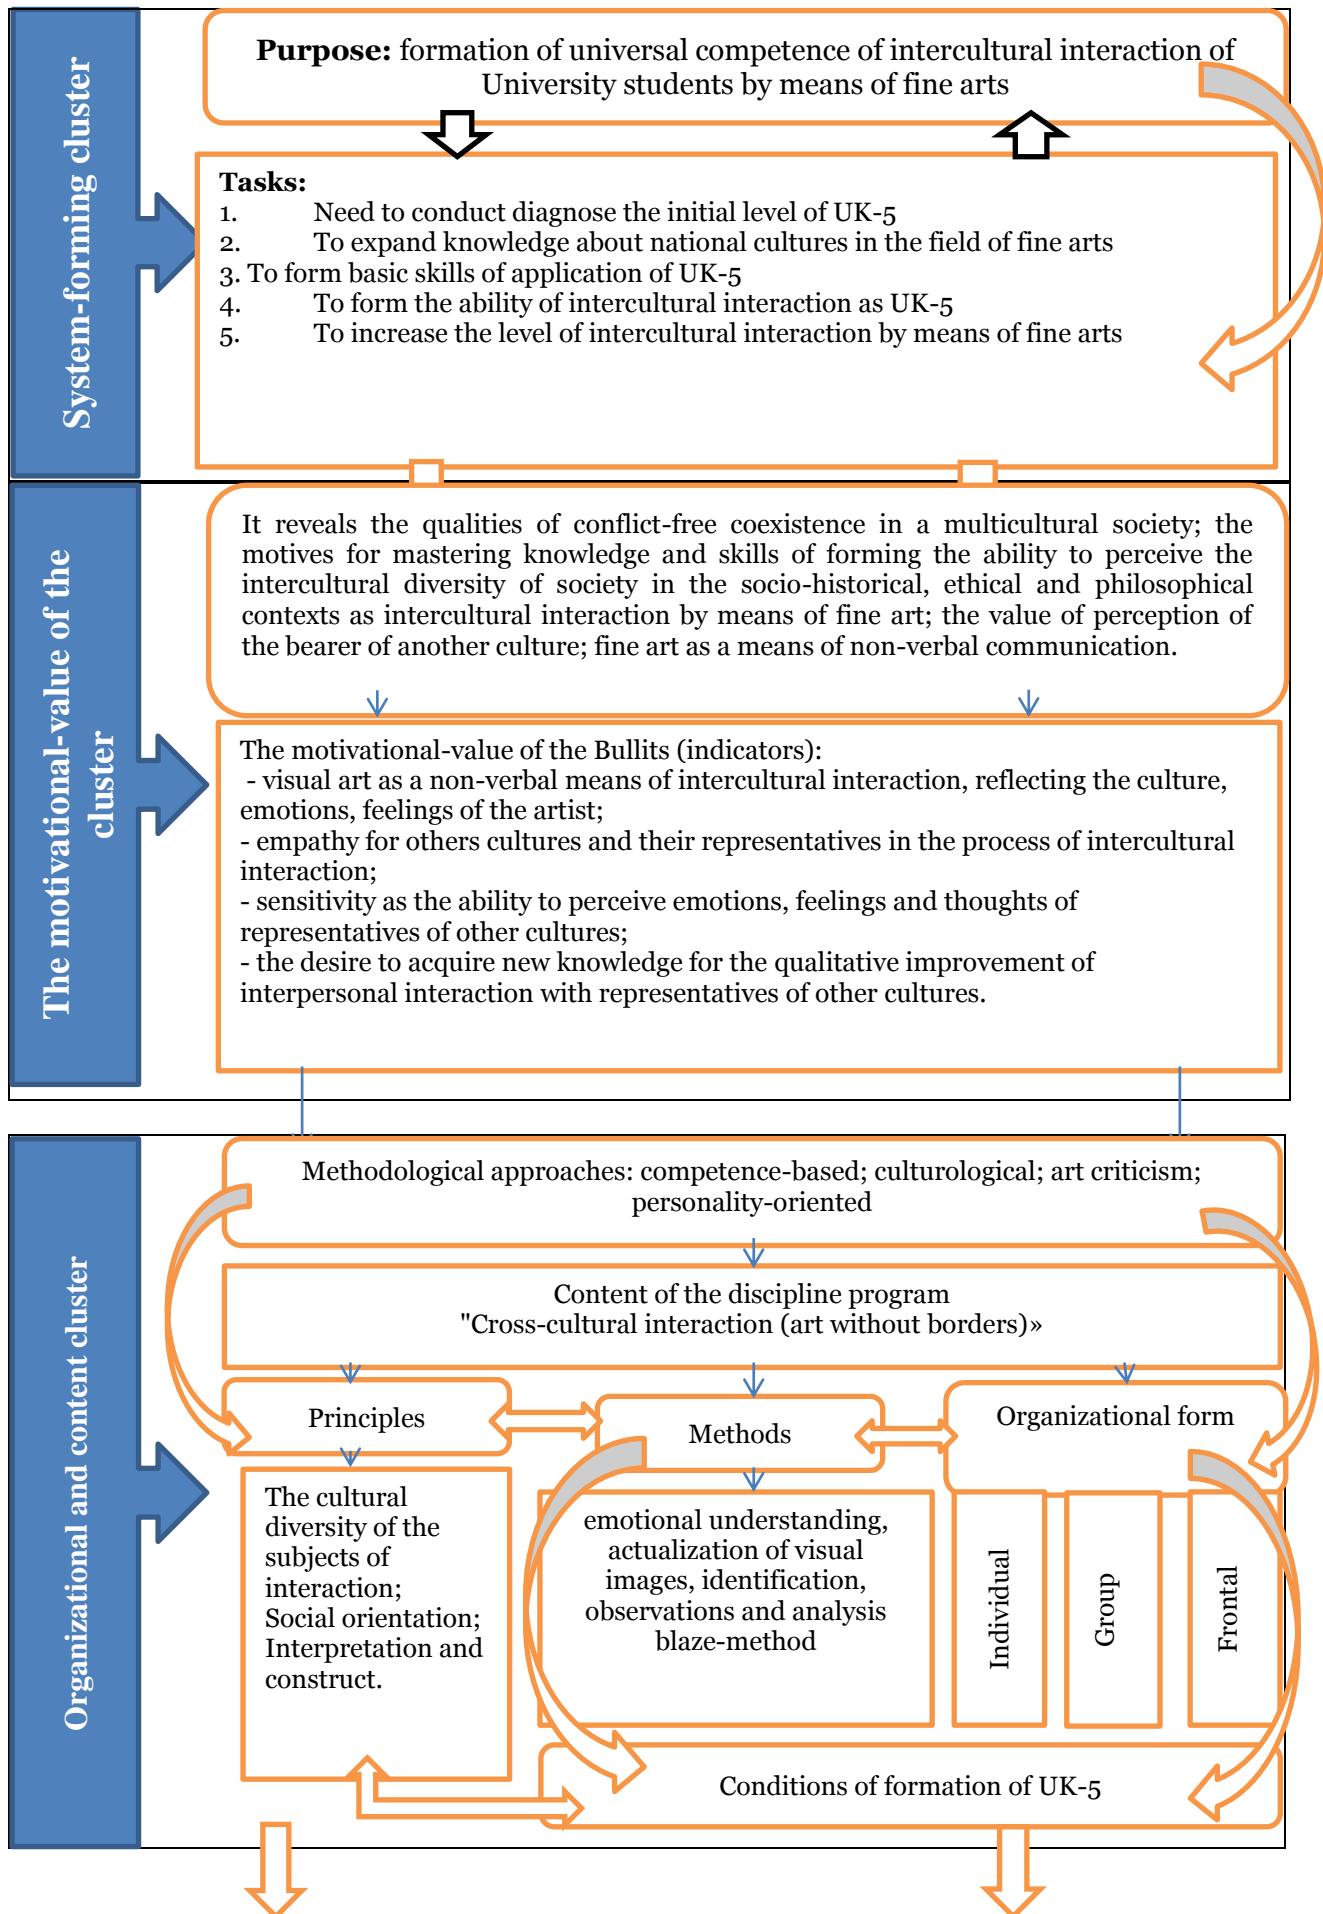 System-forming cluster
Purpose: formation of universal competence of intercultural interaction of
University students by means of fine arts
Tasks:
1. Need to conduct diagnose the initial level of UK-5
2. To expand knowledge about national cultures in the field of fine arts
3. To form basic skills of application of UK-5
4. To form the ability of intercultural interaction as UK-5
5. To increase the level of intercultural interaction by means of fine arts
The motivational-value of the
cluster
It reveals the qualities of conflict-free coexistence in a multicultural society; the
motives for mastering knowledge and skills of forming the ability to perceive the
intercultural diversity of society in the socio-historical, ethical and philosophical
contexts as intercultural interaction by means of fine art; the value of perception of
the bearer of another culture; fine art as a means of non-verbal communication.
The motivational-value of the Bullits (indicators):
- visual art as a non-verbal means of intercultural interaction, reflecting the culture,
emotions, feelings of the artist;
- empathy for others cultures and their representatives in the process of intercultural
interaction;
- sensitivity as the ability to perceive emotions, feelings and thoughts of
representatives of other cultures;
- the desire to acquire new knowledge for the qualitative improvement of
interpersonal interaction with representatives of other cultures.
Organizational and content cluster
Methodological approaches: competence-based; culturological; art criticism;
personality-oriented
Content of the discipline program
"Cross-cultural interaction (art without borders)»
Principles
Methods
Organizational form
The cultural
diversity of the
subjects of
interaction;
Social orientation;
Interpretation and
construct.
emotional understanding,
actualization of visual
images, identification,
observations and analysis
blaze-method
Individual
Group
Frontal
Conditions of formation of UK-5